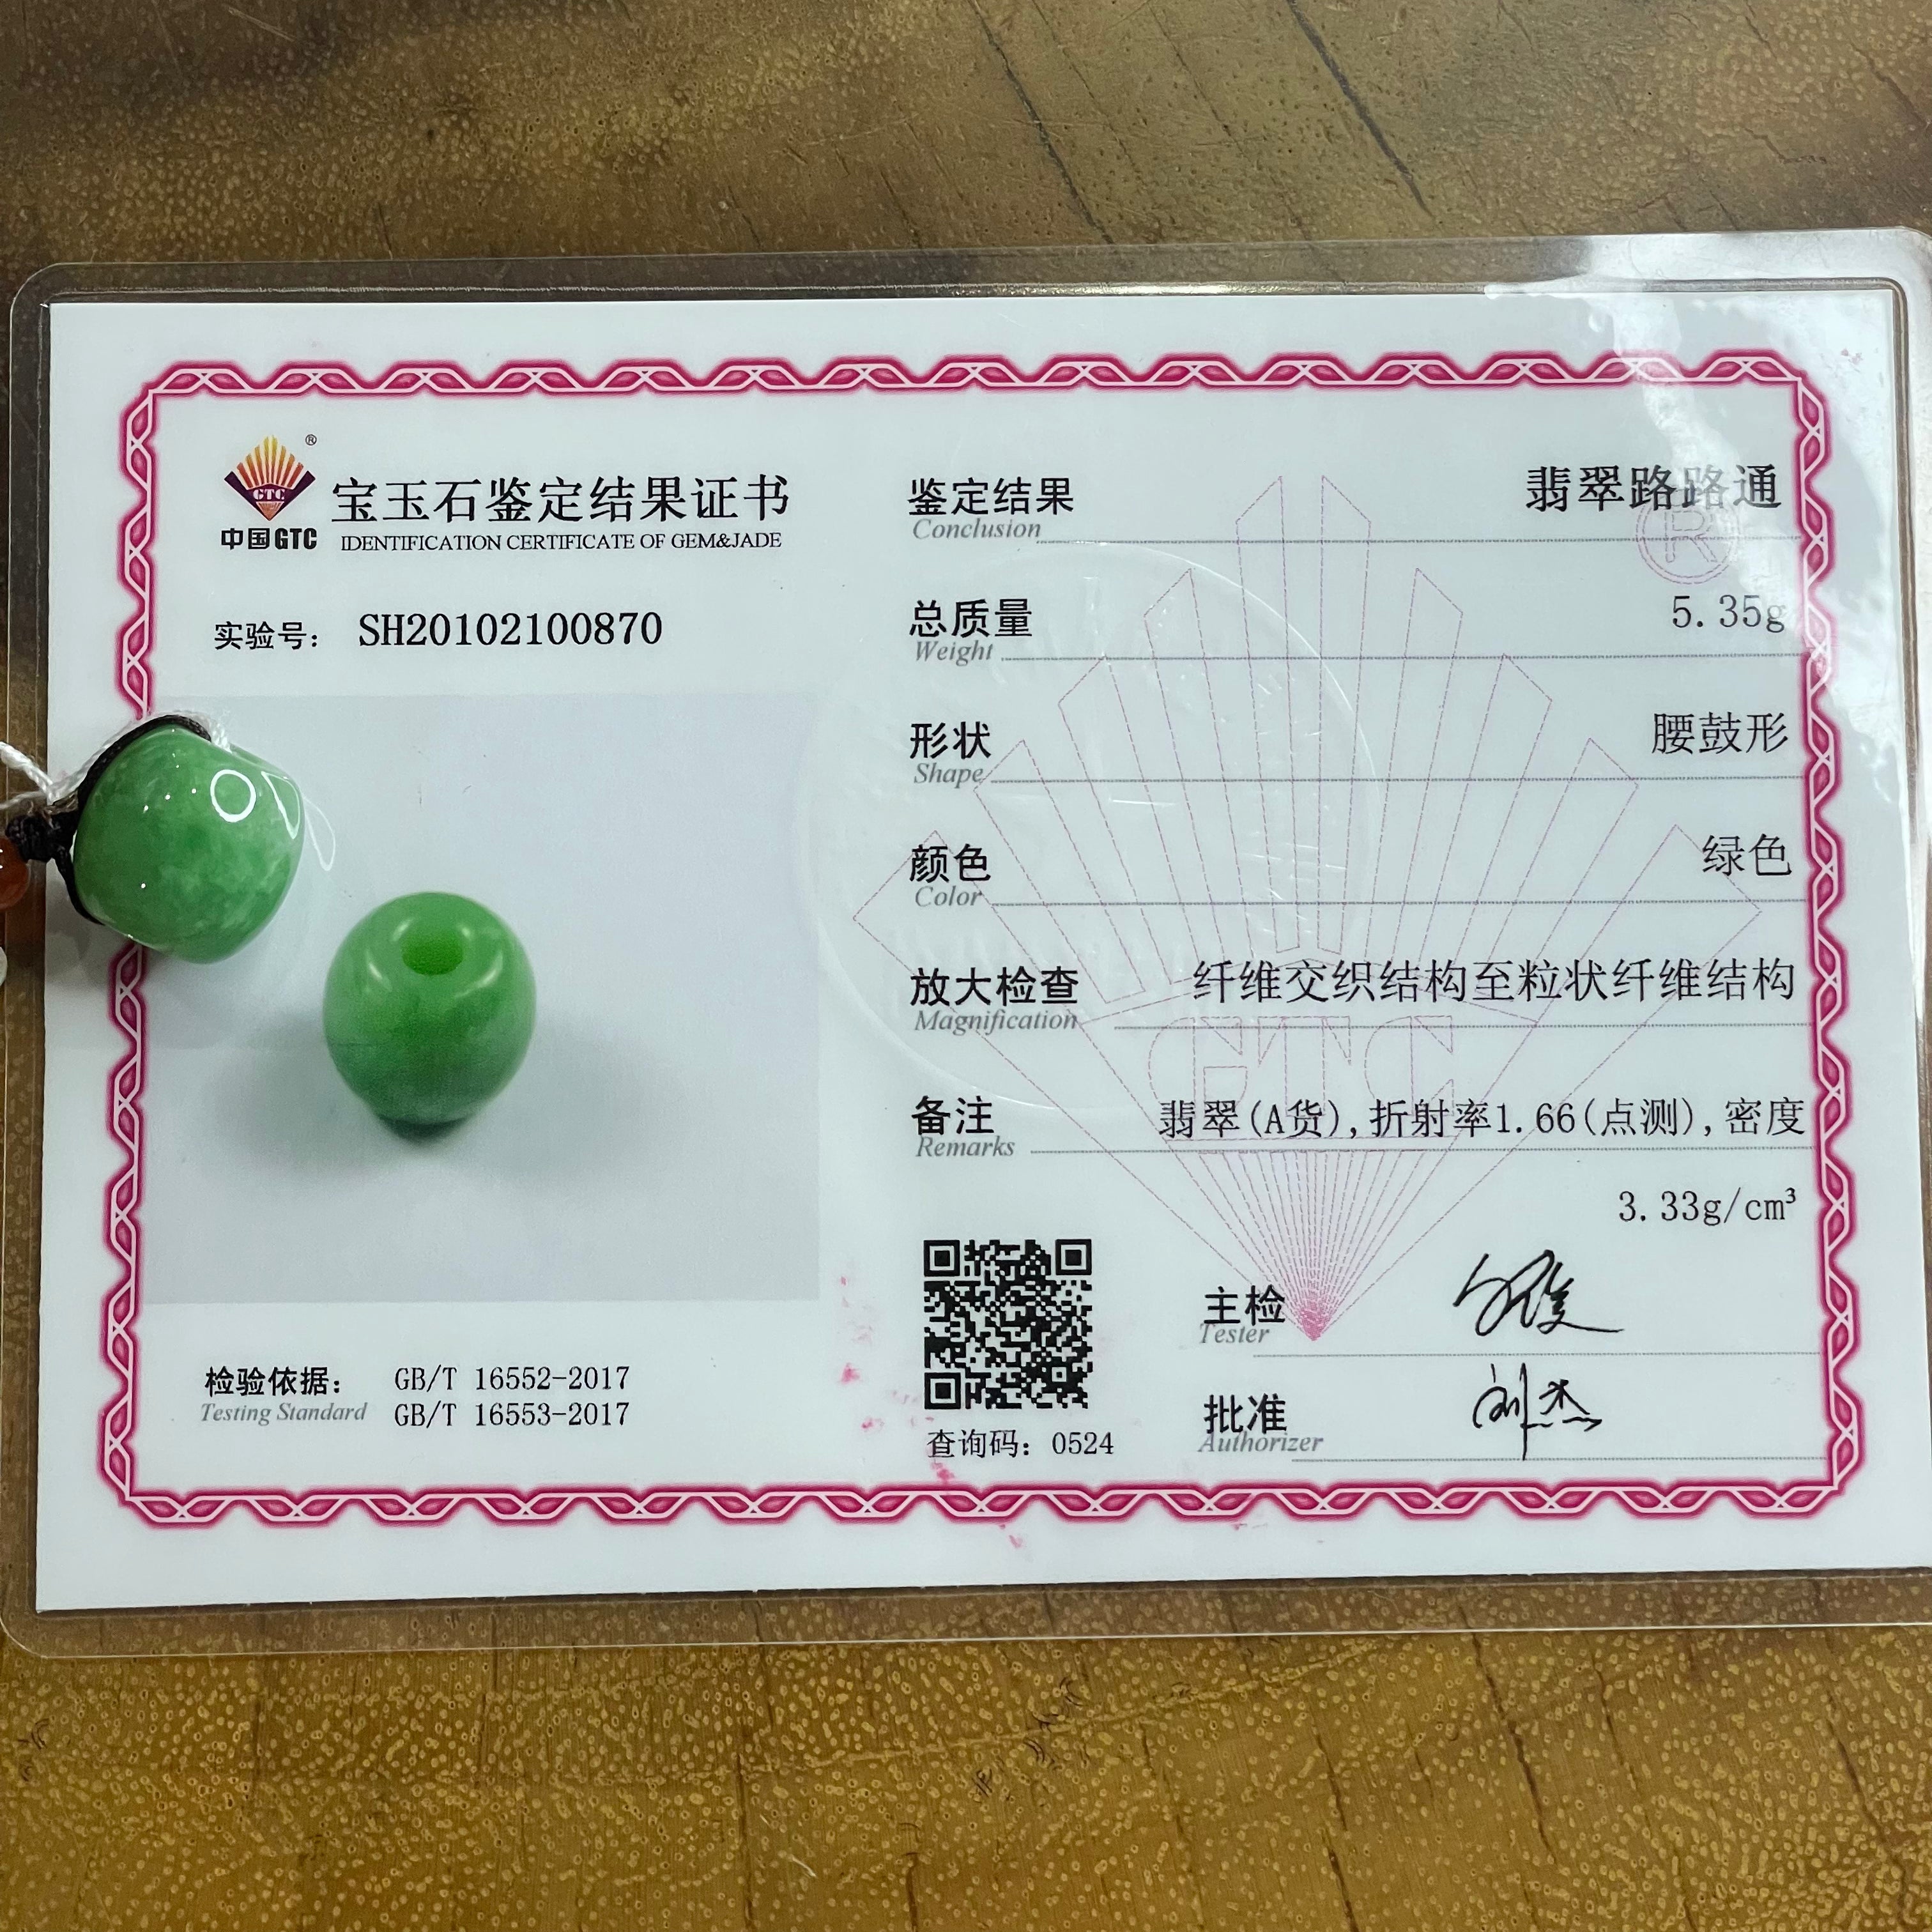 GTC
®
中国GTC
宝玉石鉴定结果证书
IDENTIFICATION CERTIFICATE OF GEM&JADE
实验号： SH20102100870
检验依据： GB/T 16552-2017
Testing Standard GB/T 16553-2017
鉴定结果 翡翠路路通
Conclusion
R
总质量 5.35g
Weight
形状 腰鼓形
Shape
颜色 绿色
Color
放大检查 纤维交织结构至粒状纤维结构
Magnification
GTC
备注 翡翠(A货),折射率1.66(点测),密度
Remarks
3.33g/cm³
查询码：0524
主检
Tester
批准 刘杰
Authorizer